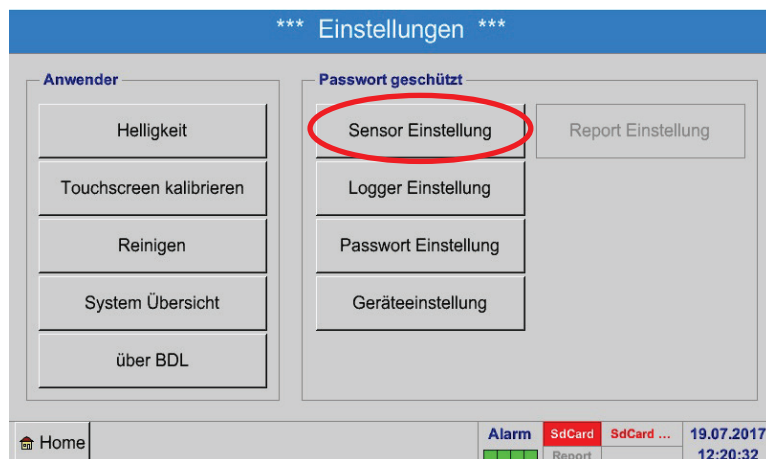 *** Einstellungen ***
Anwender
Helligkeit
Touchscreen kalibrieren
Reinigen
System Übersicht
über BDL
Passwort geschützt
Sensor Einstellung
Report Einstellung
Logger Einstellung
Passwort Einstellung
Geräteeinstellung
Home
Alarm
SdCard
SdCard ...
Report
19.07.2017
12:20:32